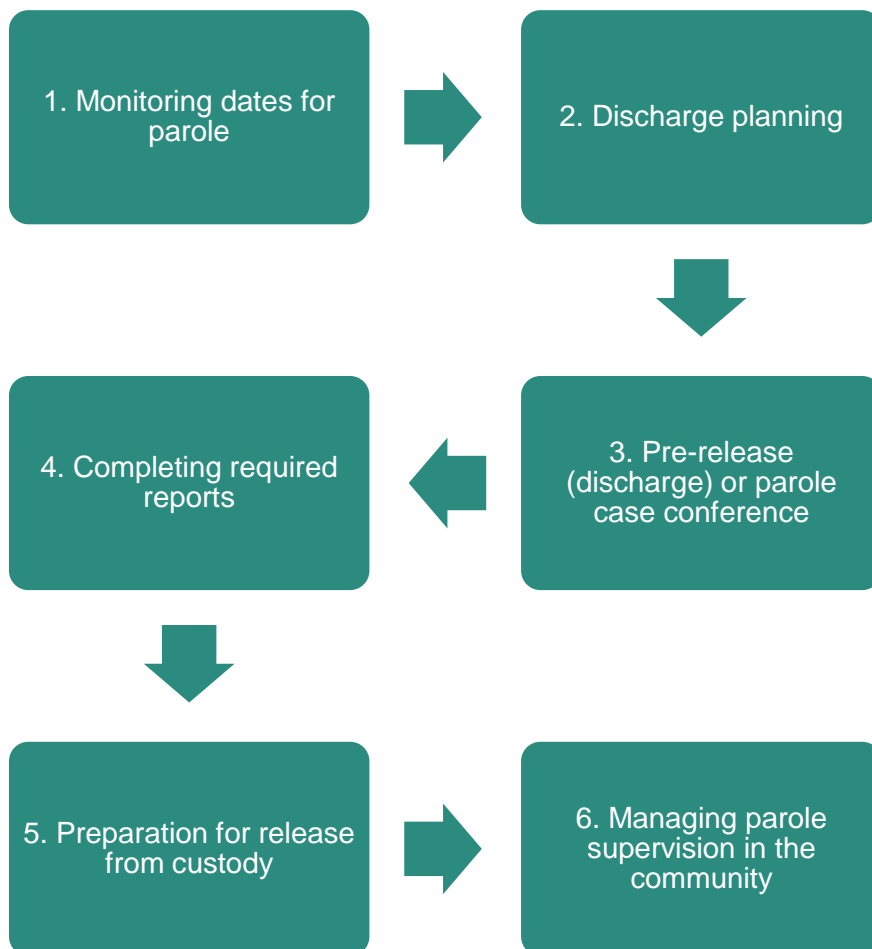 1. Monitoring dates for
parole
2. Discharge planning
3. Pre-release
(discharge) or parole
case conference
4. Completing required
reports
5. Preparation for release
from custody
6. Managing parole
supervision in the
community